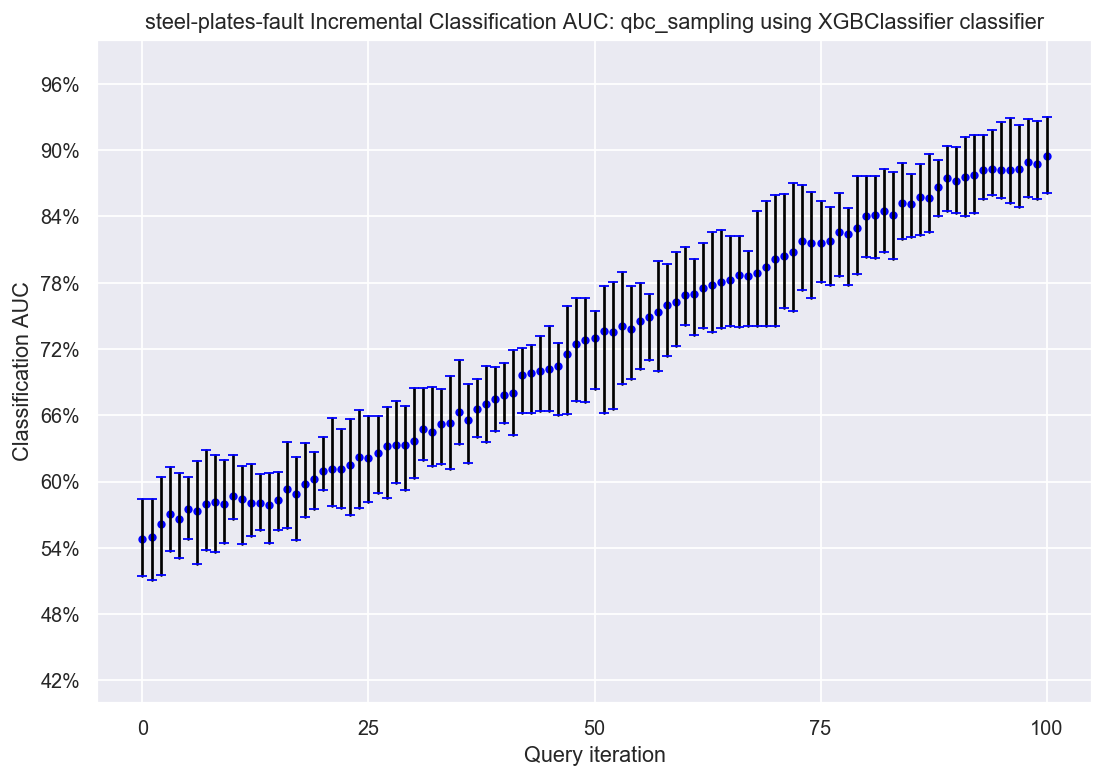 steel-plates-fault Incremental Classification AUC: qbc_sampling using XGBClassifier classifier
96%
90%
84%
78%
72%
66%
60%
54%
48%
42%
Classification AUC
0 25 50 75 100
Query iteration